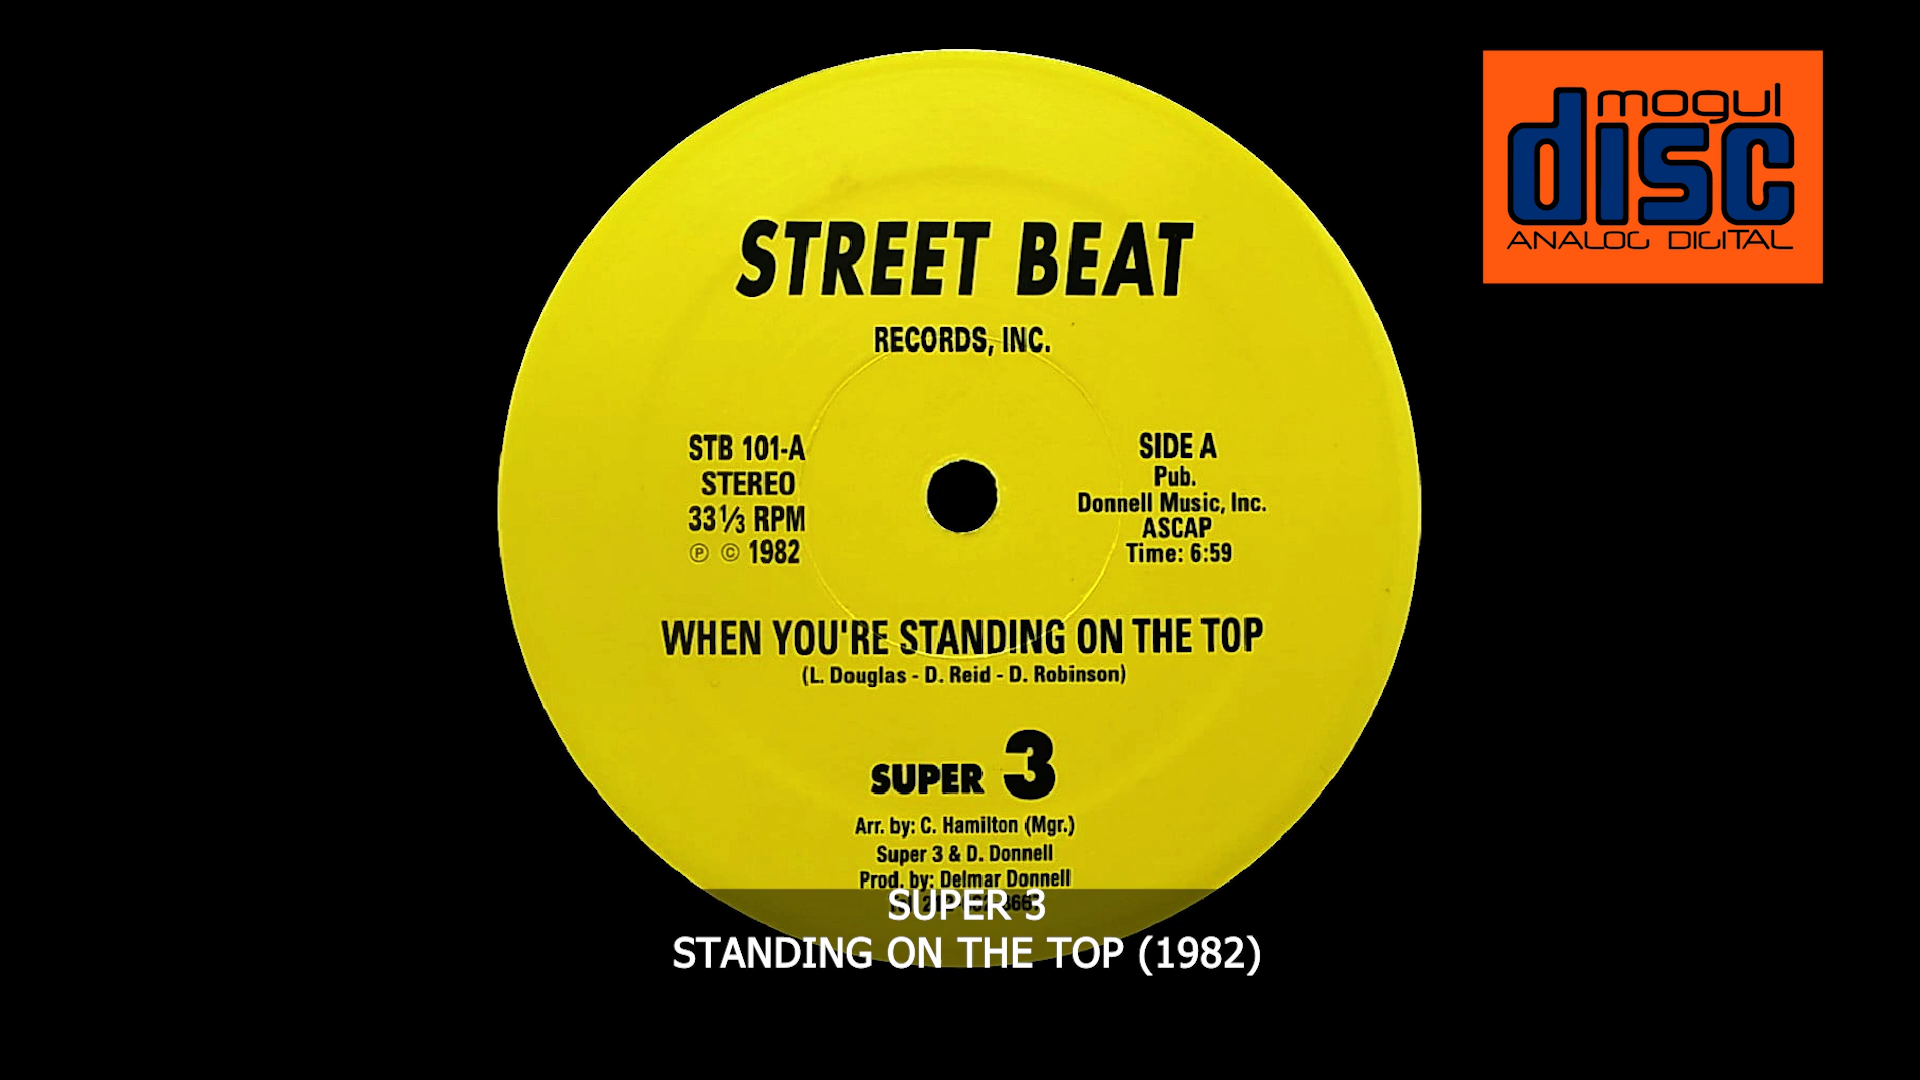 mogul
disc
ANALOG DIGITAL
STREET BEAT
RECORDS, INC.
STB 101-A
STEREO
33 1/3 RPM
Ⓟ © 1982
SIDE A
Pub.
Donnell Music, Inc.
ASCAP
Time: 6:59
WHEN YOU'RE STANDING ON THE TOP
(L. Douglas - D. Reid - D. Robinson)
SUPER 3
Arr. by: C. Hamilton (Mgr.)
Super 3 & D. Donnell
Prod. by: Delmar Donnell
SUPER 3
STANDING ON THE TOP (1982)